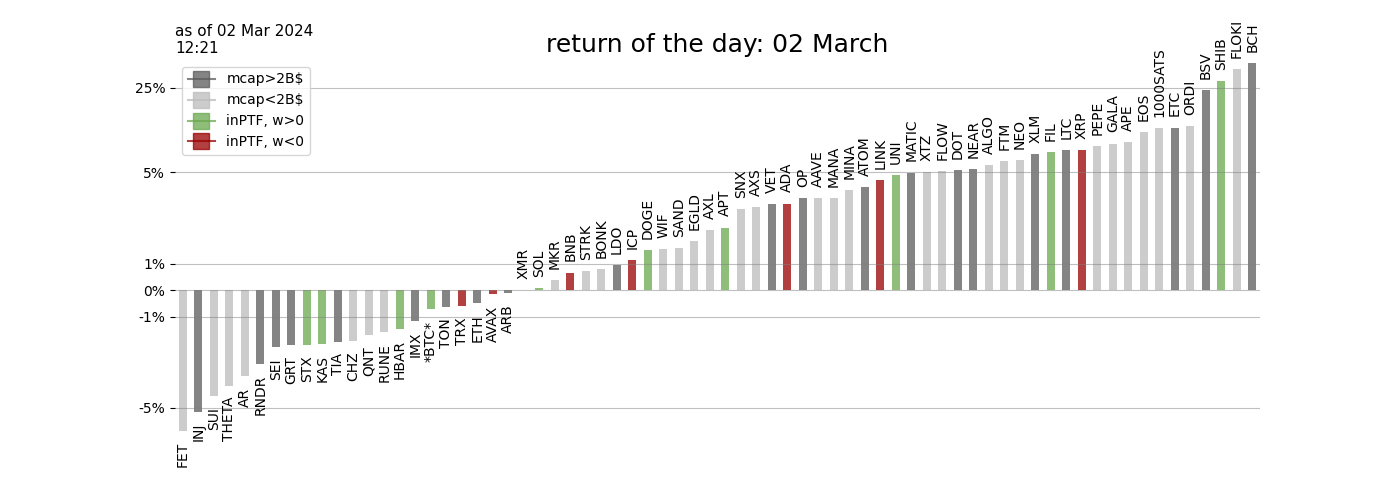 as of 02 Mar 2024
12:21
return of the day: 02 March
mcap>2B$
mcap<2B$
inPTF, w>0
inPTF, w<0
25%
5%
1%
0%
-1%
-5%
FET
INJ
SUI
THETA
AR
RNDR
SEI
GRT
STX
KAS
TIA
CHZ
QNT
RUNE
HBAR
IMX
*BTC*
TON
TRX
ETH
AVAX
ARB
XMR
SOL
MKR
BNB
STRK
BONK
LDO
ICP
DOGE
WIF
SAND
EGLD
AXL
APT
SNX
AXS
VET
ADA
OP
AAVE
MANA
MINA
ATOM
LINK
UNI
MATIC
XTZ
FLOW
DOT
NEAR
ALGO
FTM
NEO
XLM
FIL
LTC
XRP
PEPE
GALA
APE
EOS
1000SATS
ETC
ORDI
BSV
SHIB
FLOKI
BCH